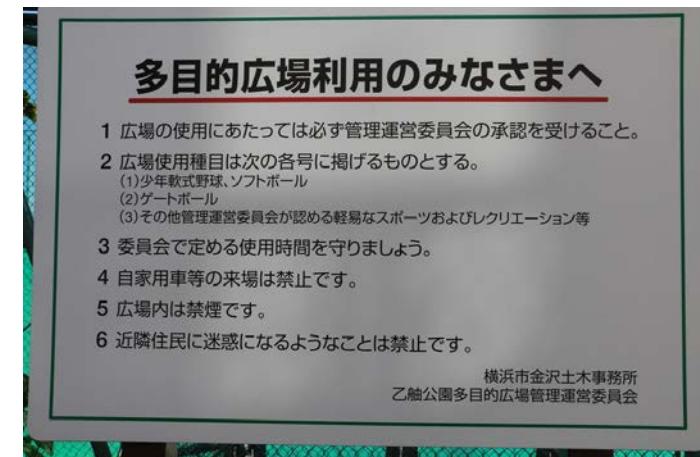 多目的広場利用のみなさまへ
1 広場の使用にあたっては必ず管理運営委員会の承認を受けること。
2 広場使用種目は次の各号に掲げるものとする。
(1)少年軟式野球、ソフトボール
(2)ゲートボール
(3)その他管理運営委員会が認める軽易なスポーツおよびレクリエーション等
3 委員会で定める使用時間を守りましょう。
4 自家用車等の来場は禁止です。
5 広場内は禁煙です。
6 近隣住民に迷惑になるようなことは禁止です。
横浜市金沢土木事務所
乙舳公園多目的広場管理運営委員会